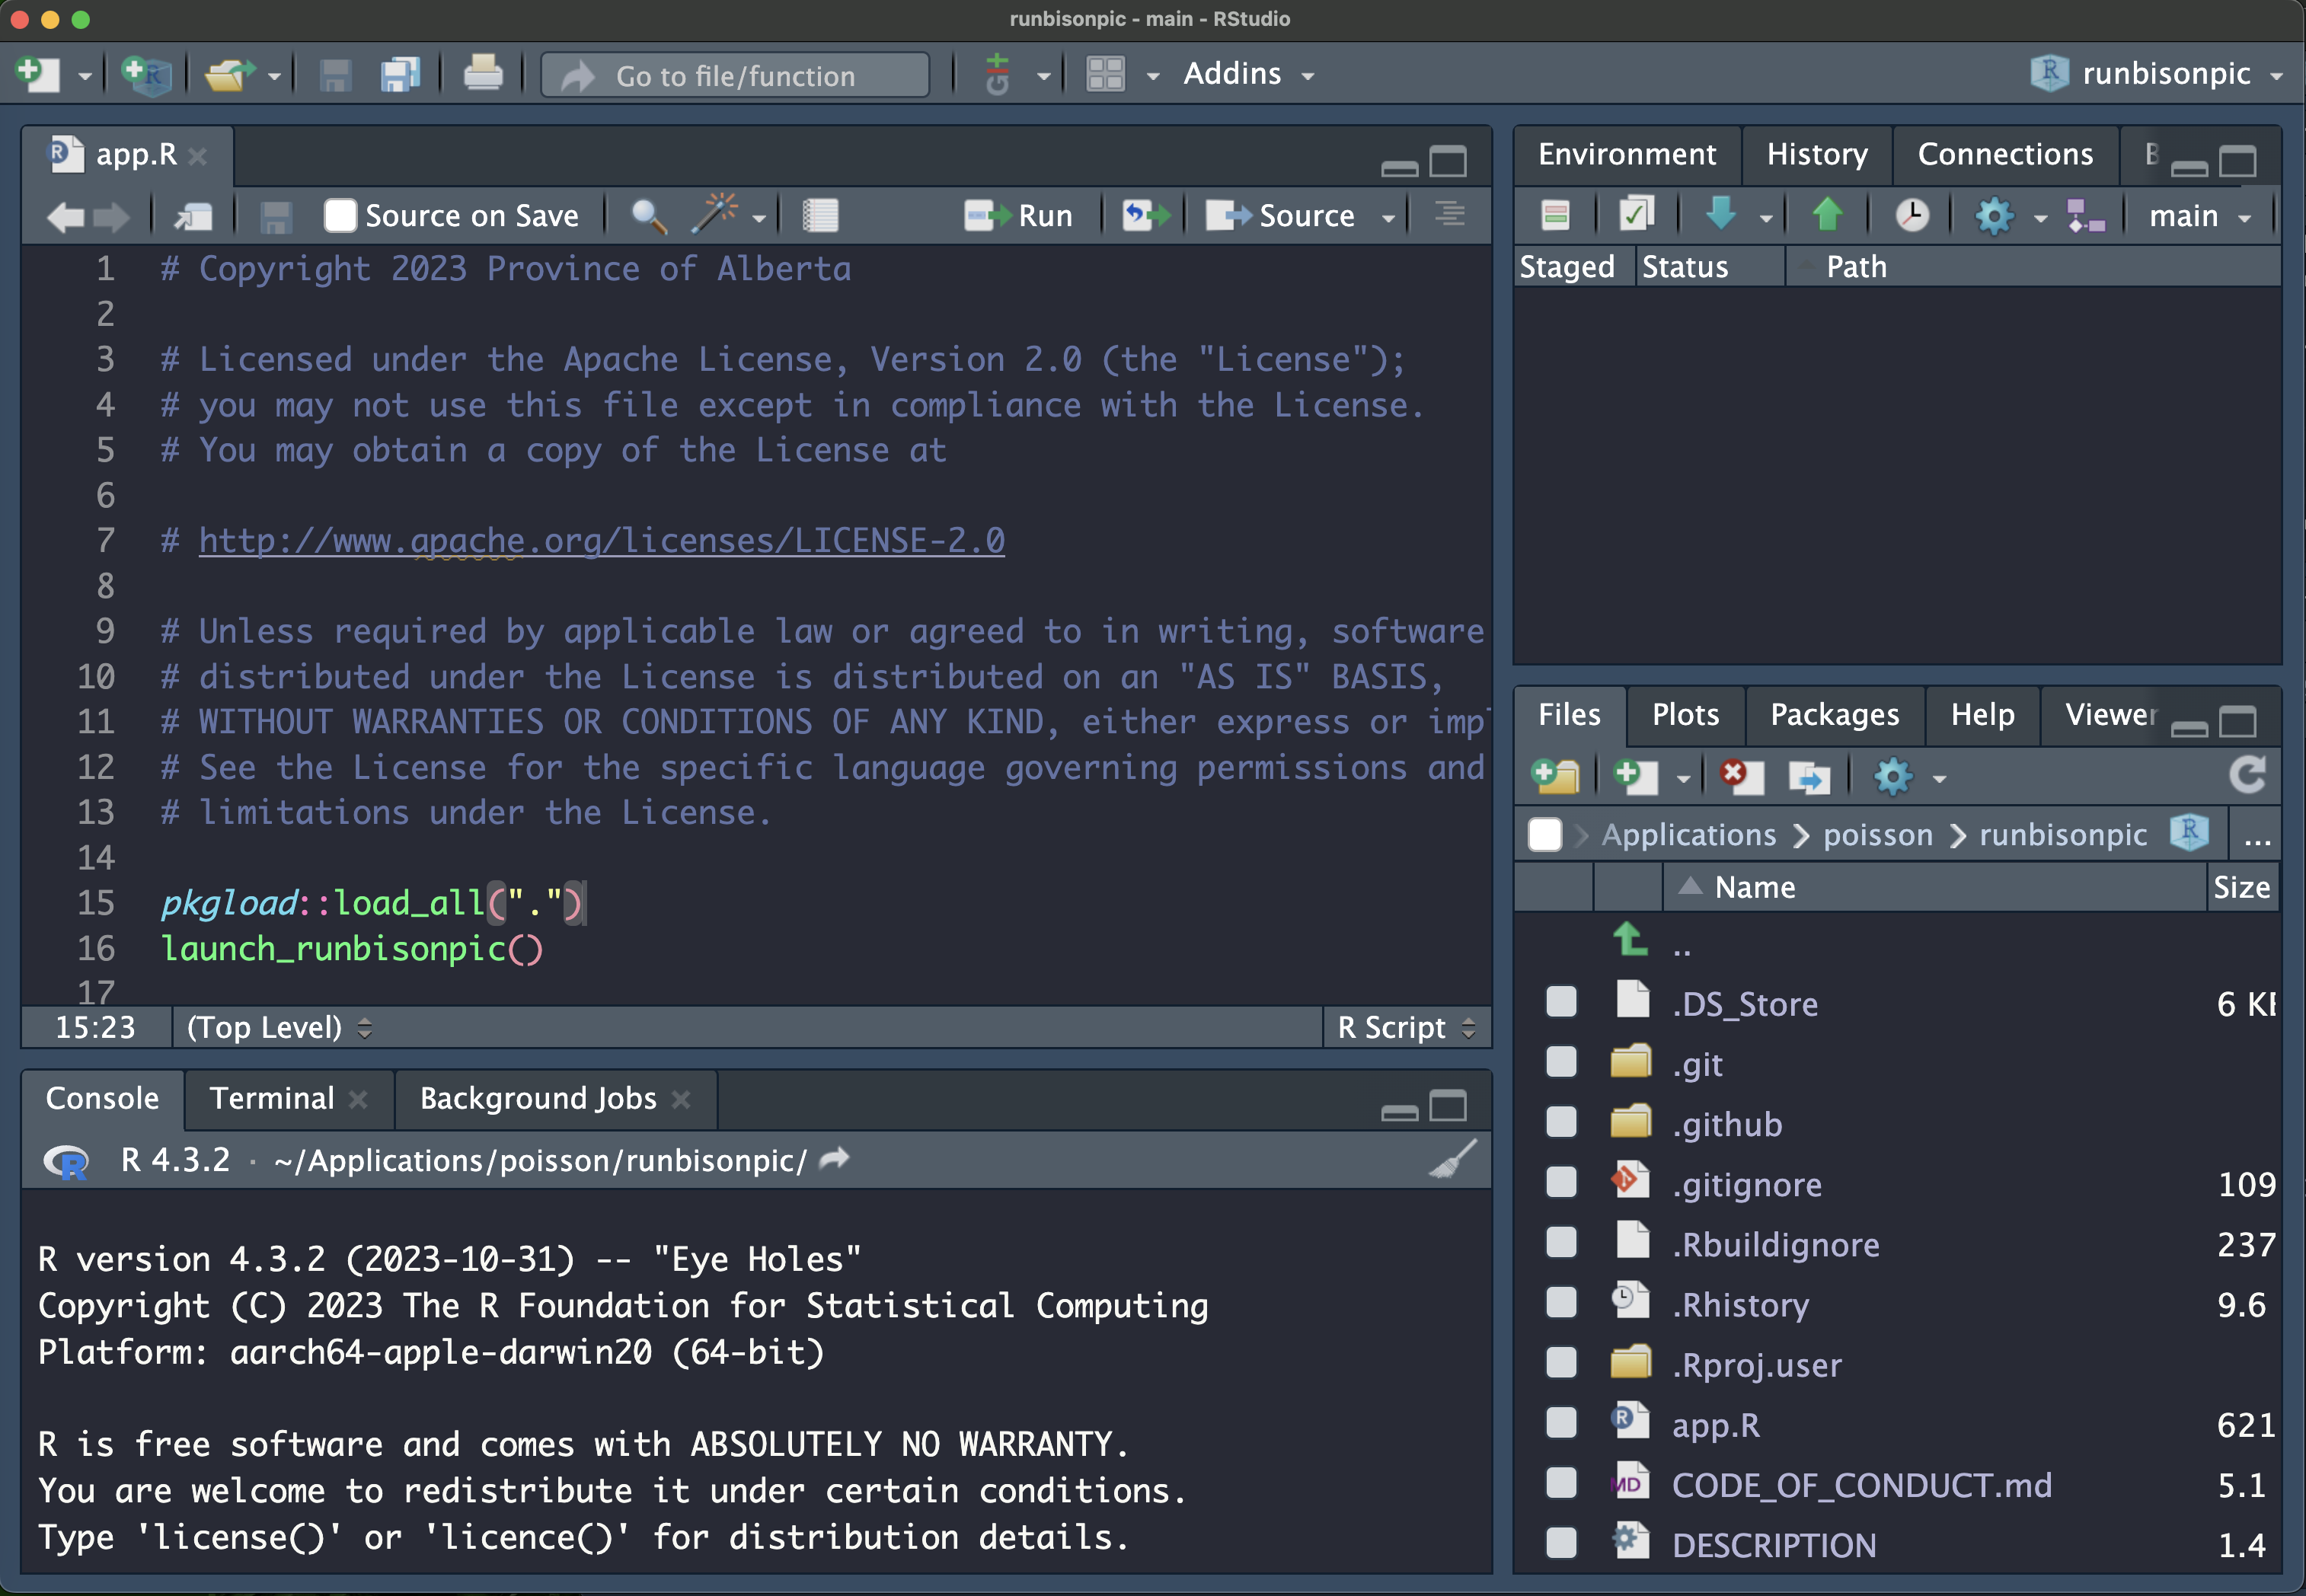 runbisonpic - main - RStudio
Go to file/function
Addins
runbisonpic
app.R
Source on Save
Run
Source
1 # Copyright 2023 Province of Alberta
2
3 # Licensed under the Apache License, Version 2.0 (the "License");
4 # you may not use this file except in compliance with the License.
5 # You may obtain a copy of the License at
6
7 # http://www.apache.org/licenses/LICENSE-2.0
8
9 # Unless required by applicable law or agreed to in writing, software
10 # distributed under the License is distributed on an "AS IS" BASIS,
11 # WITHOUT WARRANTIES OR CONDITIONS OF ANY KIND, either express or impl
12 # See the License for the specific language governing permissions and
13 # limitations under the License.
14
15 pkgload::load_all(".")
16 launch_runbisonpic()
17
15:23 (Top Level) R Script
Console Terminal Background Jobs
R 4.3.2 · ~/Applications/poisson/runbisonpic/
R version 4.3.2 (2023-10-31) -- "Eye Holes"
Copyright (C) 2023 The R Foundation for Statistical Computing
Platform: aarch64-apple-darwin20 (64-bit)
R is free software and comes with ABSOLUTELY NO WARRANTY.
You are welcome to redistribute it under certain conditions.
Type 'license()' or 'licence()' for distribution details.
Environment History Connections B
main
Staged Status Path
Files Plots Packages Help Viewer
Applications poisson runbisonpic ...
Name Size
..
.DS_Store 6 KB
.git
.github
.gitignore 109
.Rbuildignore 237
.Rhistory 9.6
.Rproj.user
app.R 621
CODE_OF_CONDUCT.md 5.1
DESCRIPTION 1.4